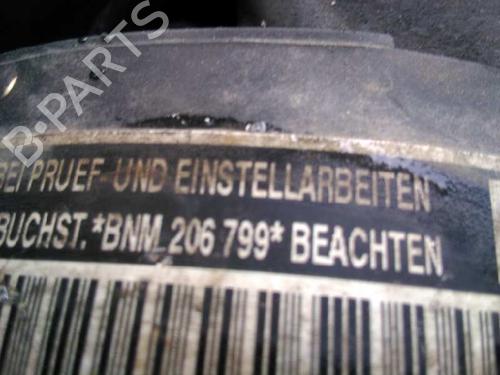 B-PARTS
BEI PRUEF-UND EINSTELLARBEITEN
BUCHST.*BNM 206 799* BEACHTEN